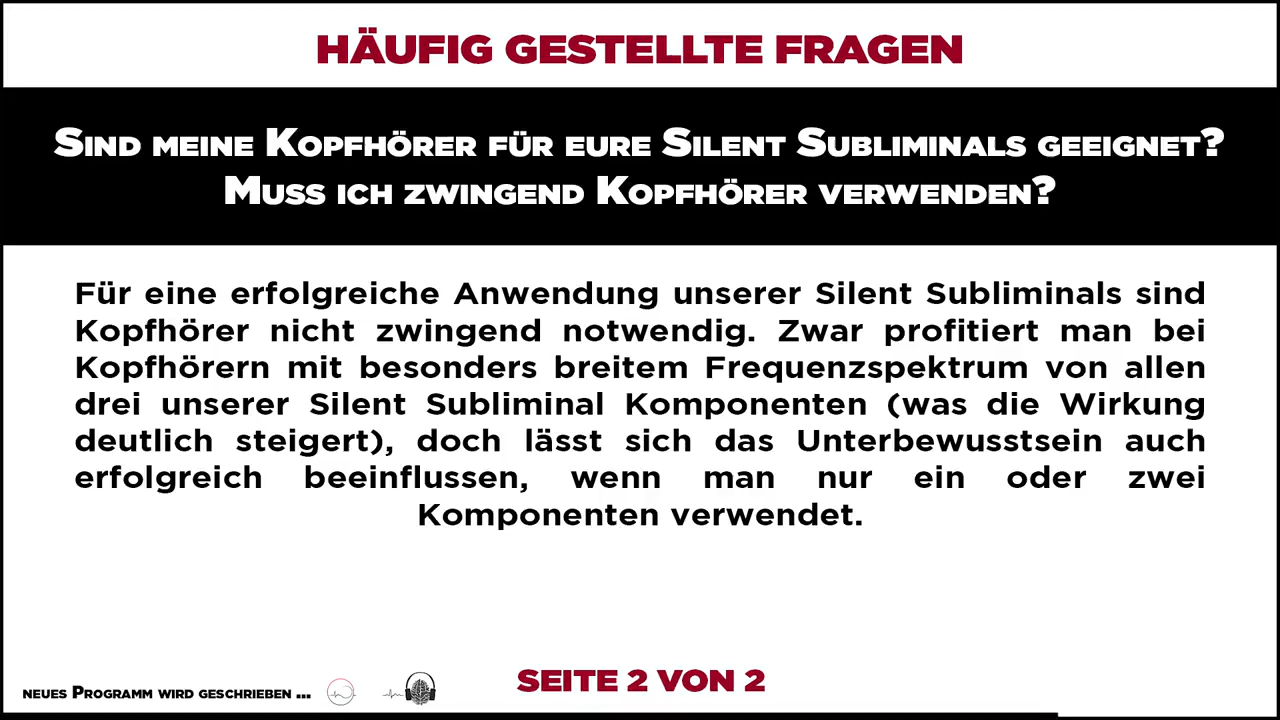 HÄUFIG GESTELLTE FRAGEN
Sind meine Kopfhörer für eure Silent Subliminals geeignet?
Muss ich zwingend Kopfhörer verwenden?
Für eine erfolgreiche Anwendung unserer Silent Subliminals sind
Kopfhörer nicht zwingend notwendig. Zwar profitiert man bei
Kopfhörern mit besonders breitem Frequenzspektrum von allen
drei unserer Silent Subliminal Komponenten (was die Wirkung
deutlich steigert), doch lässt sich das Unterbewusstsein auch
erfolgreich beeinflussen, wenn man nur ein oder zwei
Komponenten verwendet.
SEITE 2 VON 2
neues Programm wird geschrieben ...